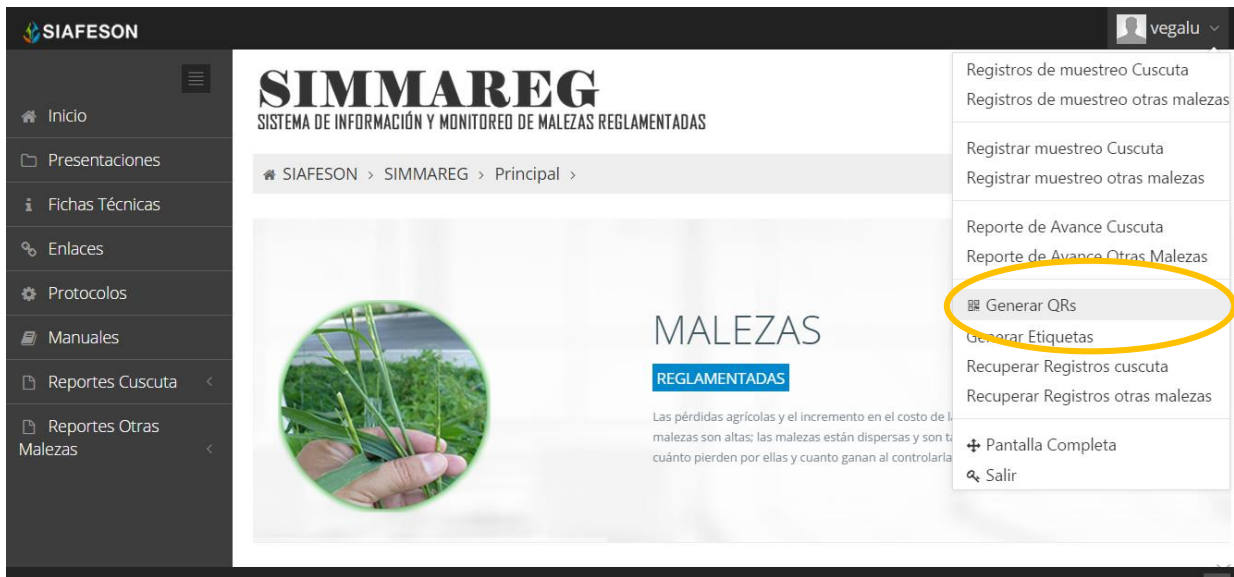 SIAFESON
vegalu
Inicio
Presentaciones
Fichas Técnicas
Enlaces
Protocolos
Manuales
Reportes Cuscuta
Reportes Otras
Malezas
SIMMAREG
SISTEMA DE INFORMACIÓN Y MONITOREO DE MALEZAS REGLAMENTADAS
SIAFESON > SIMMAREG > Principal >
MALEZAS
REGLAMENTADAS
Las pérdidas agrícolas y el incremento en el costo de
malezas son altas; las malezas están dispersas y son
cuánto pierden por ellas y cuanto ganan al
Registros de muestreo Cuscuta
Registros de muestreo otras malezas
Registrar muestreo Cuscuta
Registrar muestreo otras malezas
Reporte de Avance Cuscuta
Reporte de Avance Otras Malezas
Generar QRs
Generar Etiquetas
Recuperar Registros cuscuta
Recuperar Registros otras malezas
Pantalla Completa
Salir